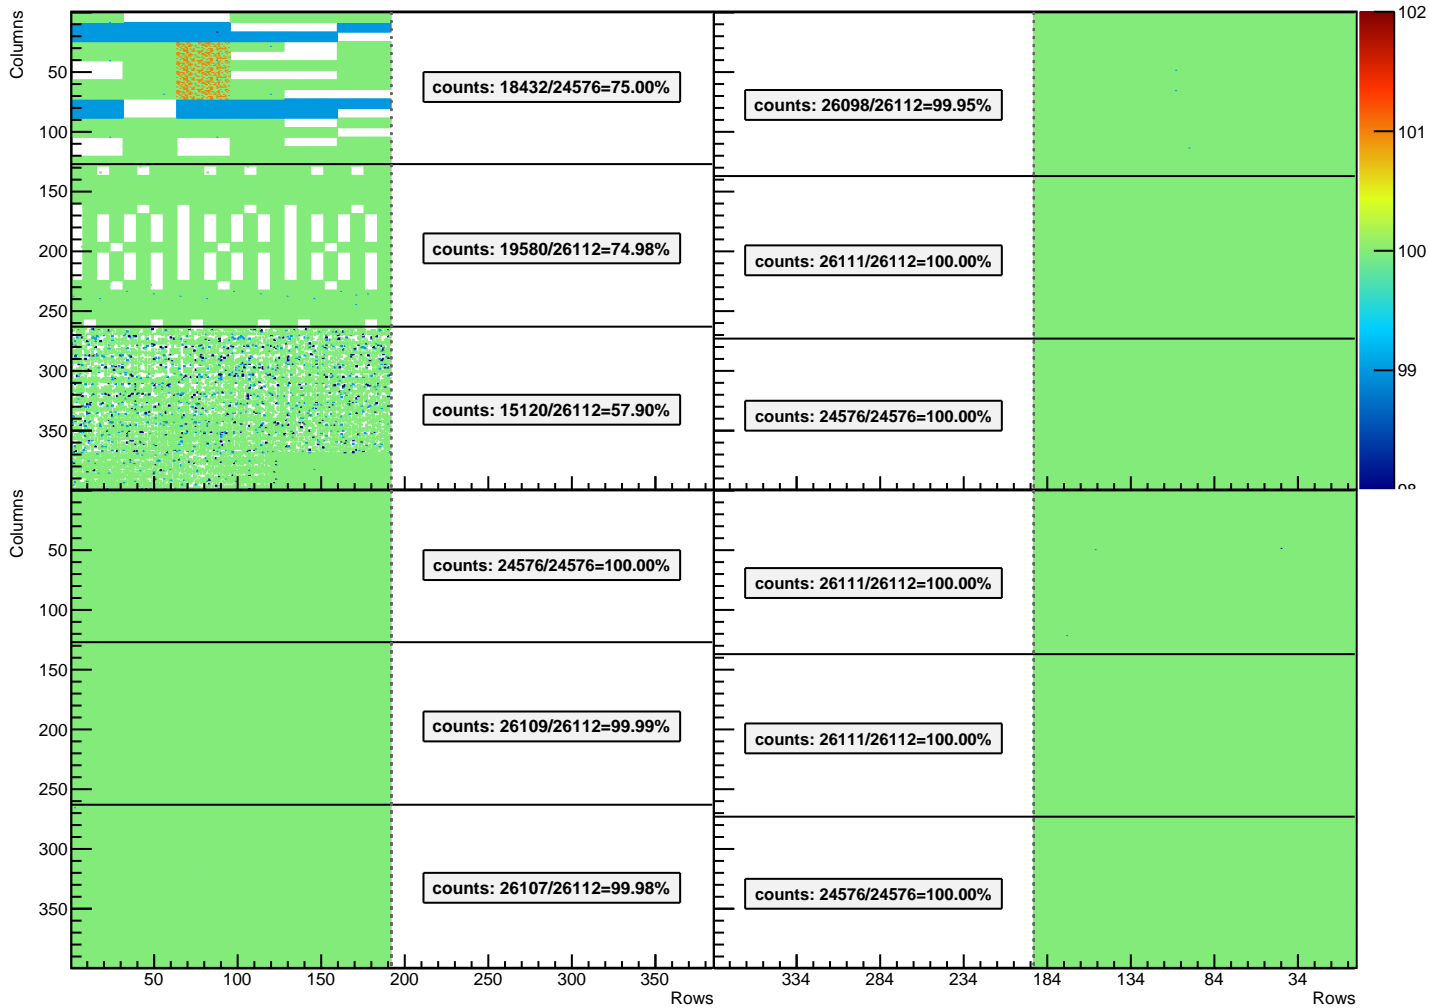 Columns
50
100
150
200
250
300
350
counts: 18432/24576=75.00%
counts: 19580/26112=74.98%
counts: 15120/26112=57.90%
counts: 26098/26112=99.95%
counts: 26111/26112=100.00%
counts: 24576/24576=100.00%
102
101
100
99
98
Columns
50
100
150
200
250
300
350
counts: 24576/24576=100.00%
counts: 26109/26112=99.99%
counts: 26107/26112=99.98%
counts: 26111/26112=100.00%
counts: 26111/26112=100.00%
counts: 24576/24576=100.00%
50 100 150 200 250 300 350
Rows
334 284 234 184 134 84 34
Rows